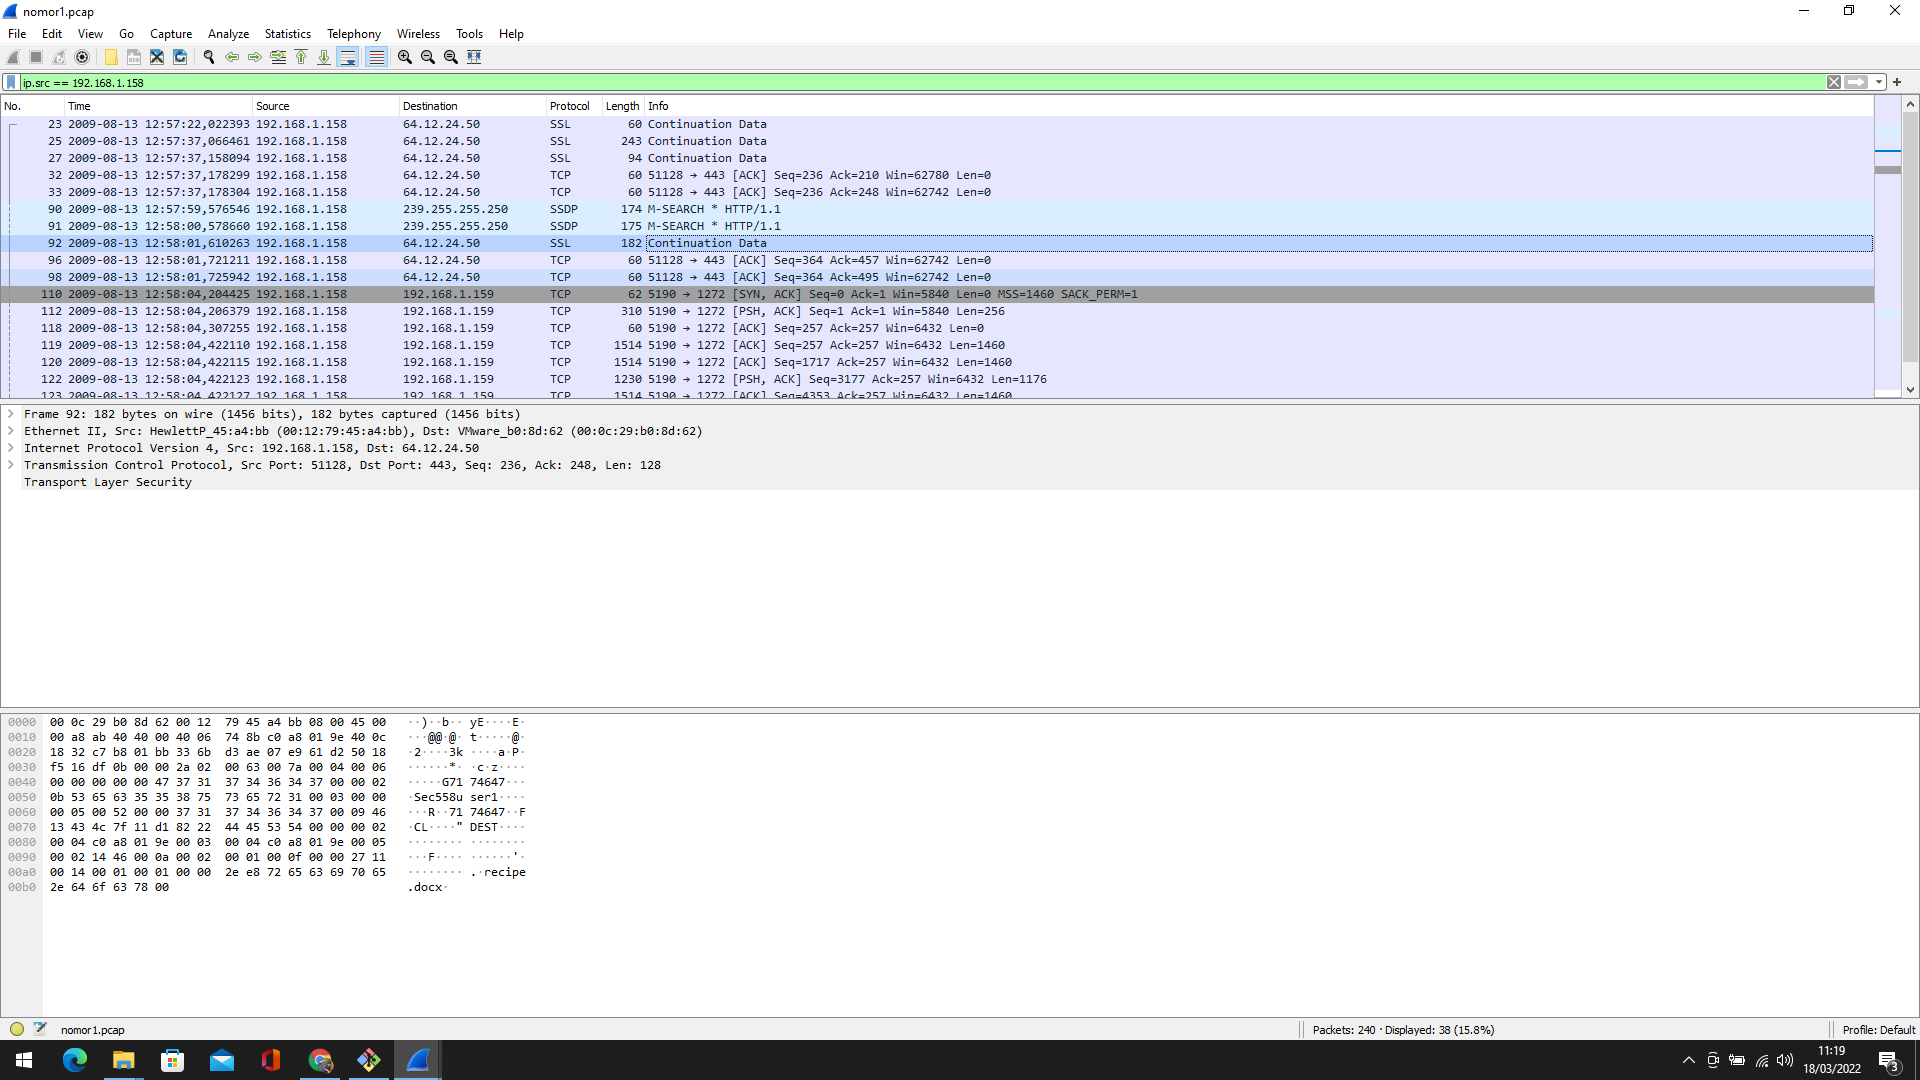 nomor1.pcap
File Edit View Go Capture Analyze Statistics Telephony Wireless Tools Help
ip.src == 192.168.1.158
No. Time Source Destination Protocol Length Info
23 2009-08-13 12:57:22,022393 192.168.1.158 64.12.24.50 SSL 60 Continuation Data
25 2009-08-13 12:57:37,066461 192.168.1.158 64.12.24.50 SSL 243 Continuation Data
27 2009-08-13 12:57:37,158094 192.168.1.158 64.12.24.50 SSL 94 Continuation Data
32 2009-08-13 12:57:37,178299 192.168.1.158 64.12.24.50 TCP 60 51128 → 443 [ACK] Seq=236 Ack=210 Win=62780 Len=0
33 2009-08-13 12:57:37,178304 192.168.1.158 64.12.24.50 TCP 60 51128 → 443 [ACK] Seq=236 Ack=248 Win=62742 Len=0
90 2009-08-13 12:57:59,576546 192.168.1.158 239.255.255.250 SSDP 174 M-SEARCH * HTTP/1.1
91 2009-08-13 12:58:00,578660 192.168.1.158 239.255.255.250 SSDP 175 M-SEARCH * HTTP/1.1
92 2009-08-13 12:58:01,610263 192.168.1.158 64.12.24.50 SSL 182 Continuation Data
96 2009-08-13 12:58:01,721211 192.168.1.158 64.12.24.50 TCP 60 51128 → 443 [ACK] Seq=364 Ack=457 Win=62742 Len=0
98 2009-08-13 12:58:01,725942 192.168.1.158 64.12.24.50 TCP 60 51128 → 443 [ACK] Seq=364 Ack=495 Win=62742 Len=0
110 2009-08-13 12:58:04,204425 192.168.1.158 192.168.1.159 TCP 62 5190 → 1272 [SYN, ACK] Seq=0 Ack=1 Win=5840 Len=0 MSS=1460 SACK_PERM=1
112 2009-08-13 12:58:04,206379 192.168.1.158 192.168.1.159 TCP 310 5190 → 1272 [PSH, ACK] Seq=1 Ack=1 Win=5840 Len=256
118 2009-08-13 12:58:04,307255 192.168.1.158 192.168.1.159 TCP 60 5190 → 1272 [ACK] Seq=257 Ack=257 Win=6432 Len=0
119 2009-08-13 12:58:04,422110 192.168.1.158 192.168.1.159 TCP 1514 5190 → 1272 [ACK] Seq=257 Ack=257 Win=6432 Len=1460
120 2009-08-13 12:58:04,422115 192.168.1.158 192.168.1.159 TCP 1514 5190 → 1272 [ACK] Seq=1717 Ack=257 Win=6432 Len=1460
122 2009-08-13 12:58:04,422123 192.168.1.158 192.168.1.159 TCP 1230 5190 → 1272 [PSH, ACK] Seq=3177 Ack=257 Win=6432 Len=1176
123 2009-08-13 12:58:04,422127 192.168.1.158 192.168.1.159 TCP 1514 5190 → 1272 [ACK] Seq=4353 Ack=257 Win=6432 Len=1460
Frame 92: 182 bytes on wire (1456 bits), 182 bytes captured (1456 bits)
Ethernet II, Src: HewlettP_45:a4:bb (00:12:79:45:a4:bb), Dst: VMware_b0:8d:62 (00:0c:29:b0:8d:62)
Internet Protocol Version 4, Src: 192.168.1.158, Dst: 64.12.24.50
Transmission Control Protocol, Src Port: 51128, Dst Port: 443, Seq: 236, Ack: 248, Len: 128
Transport Layer Security
0000 00 0c 29 b0 8d 62 00 12 79 45 a4 bb 08 00 45 00 ··)··b·· yE····E·
0010 00 a8 ab 40 40 00 40 06 74 8b c0 a8 01 9e 40 0c ···@@·@· t·····@·
0020 18 32 c7 b8 01 bb 33 6b d3 ae 07 e9 61 d2 50 18 ·2····3k ····a·P·
0030 f5 16 df 0b 00 00 2a 02 00 63 00 7a 00 04 00 06 ······*· ·c·z····
0040 00 00 00 00 00 47 37 31 37 34 36 34 37 00 00 02 ·····G71 74647···
0050 0b 53 65 63 35 35 38 75 73 65 72 31 00 03 00 00 ·Sec558u ser1····
0060 00 05 00 52 00 00 37 31 37 34 36 34 37 00 09 46 ···R··71 74647··F
0070 13 43 4c 7f 11 d1 82 22 44 45 53 54 00 00 00 02 ·CL····" DEST····
0080 00 04 c0 a8 01 9e 00 03 00 04 c0 a8 01 9e 00 05 ········ ········
0090 00 02 14 46 00 0a 00 02 00 01 00 0f 00 00 27 11 ···F···· ······'·
00a0 00 14 00 01 00 01 00 00 2e e8 72 65 63 69 70 65 ········ .·recipe
00b0 2e 64 6f 63 78 00 .docx·
nomor1.pcap Packets: 240 · Displayed: 38 (15.8%) Profile: Default
11:19
18/03/2022
3